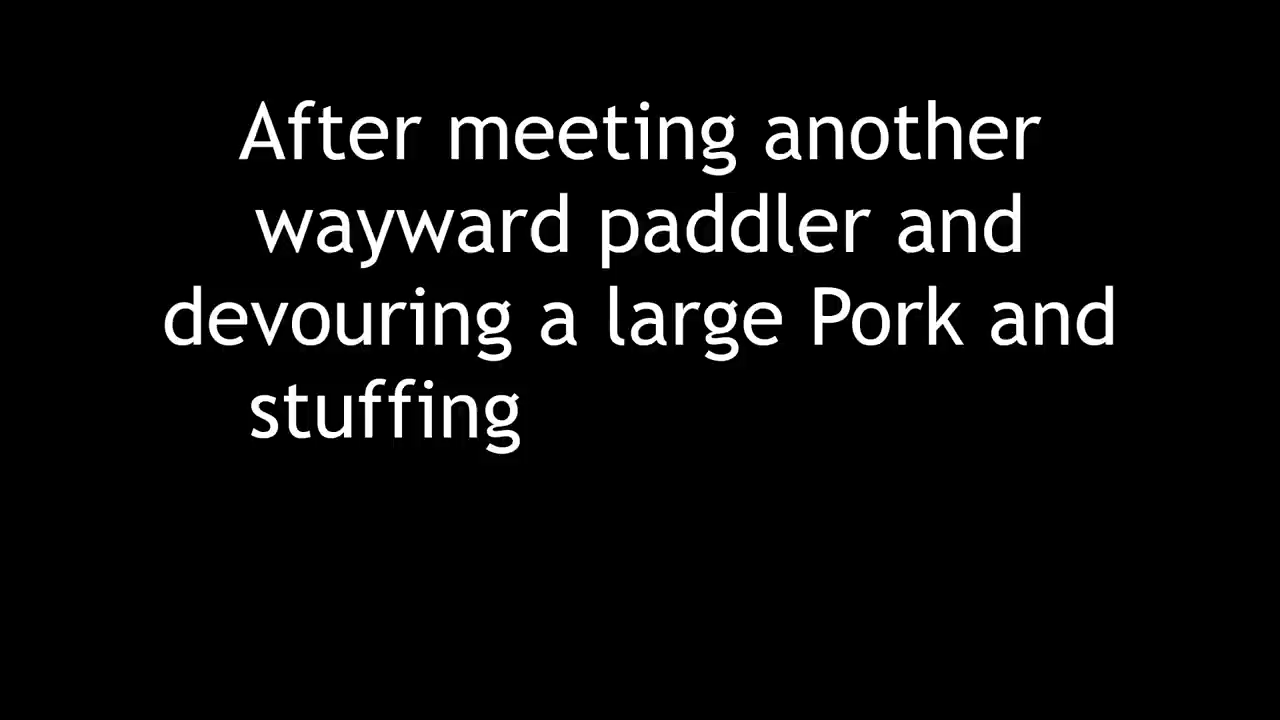 After meeting another
wayward paddler and
devouring a large Pork and
stuffing